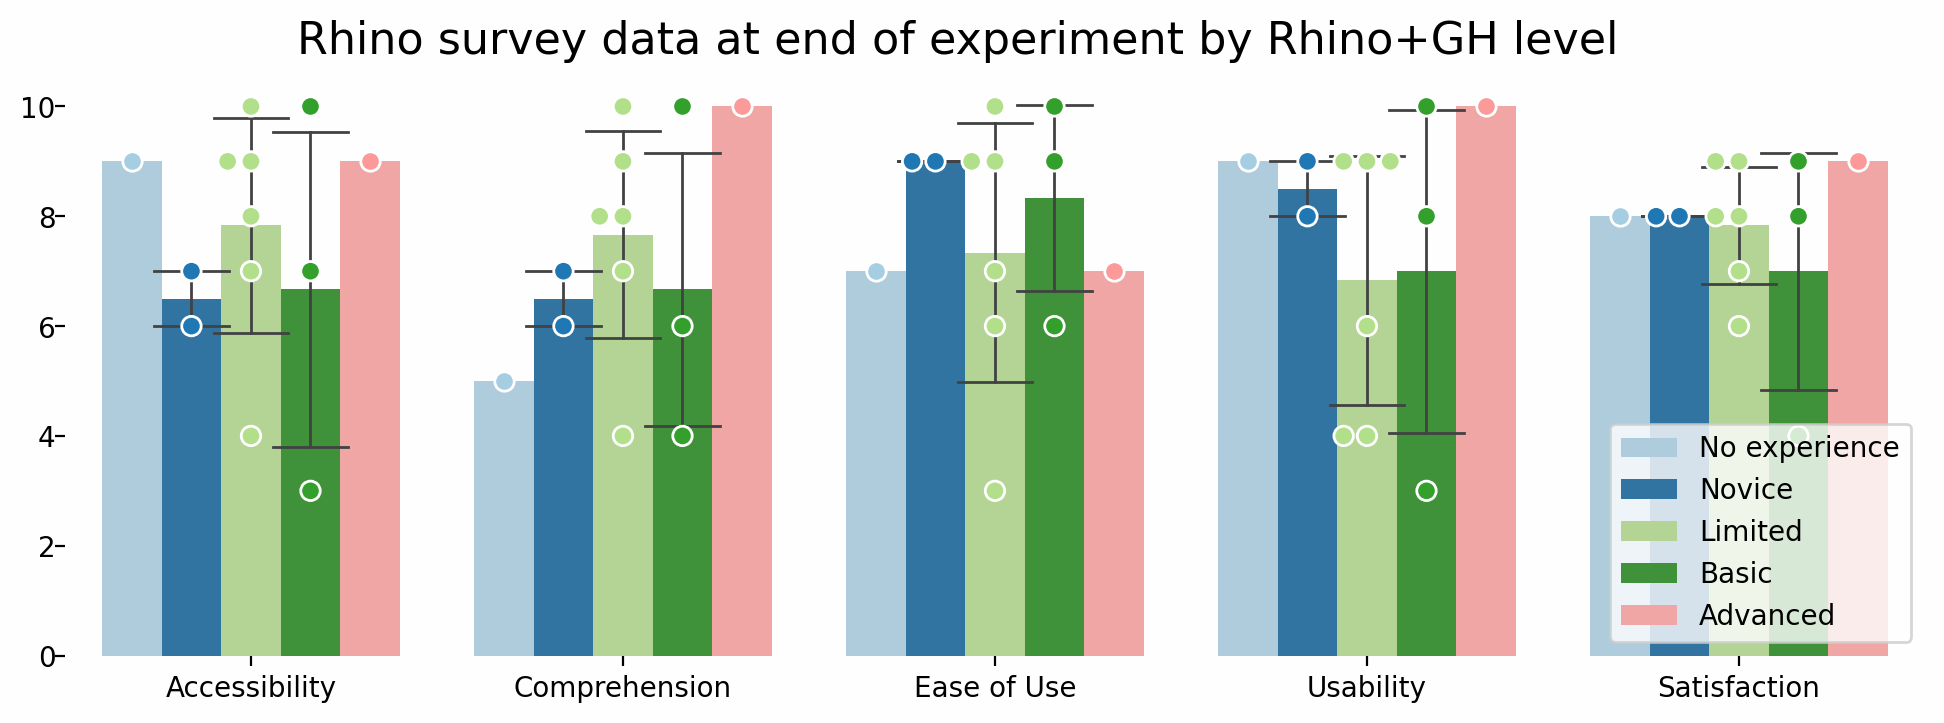 Rhino survey data at end of experiment by Rhino+GH level
10
8
6
4
2
0
Accessibility
Comprehension
Ease of Use
Usability
Satisfaction
No experience
Novice
Limited
Basic
Advanced